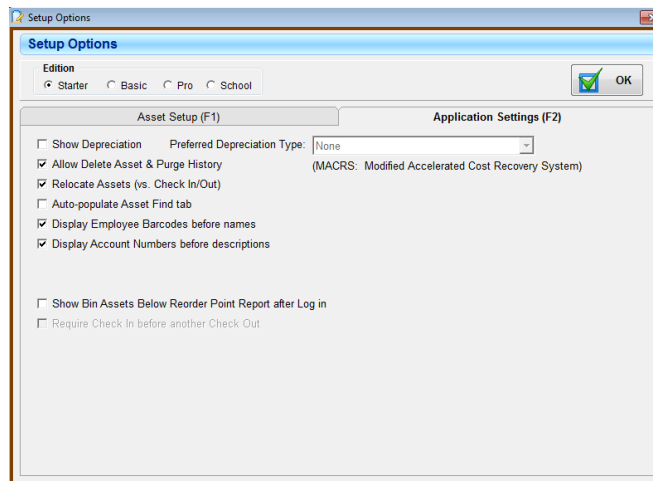 Setup Options
Setup Options
Edition
Starter Basic Pro School
OK
Asset Setup (F1) Application Settings (F2)
Show Depreciation Preferred Depreciation Type: None
Allow Delete Asset & Purge History (MACRS: Modified Accelerated Cost Recovery System)
Relocate Assets (vs. Check In/Out)
Auto-populate Asset Find tab
Display Employee Barcodes before names
Display Account Numbers before descriptions
Show Bin Assets Below Reorder Point Report after Log in
Require Check In before another Check Out